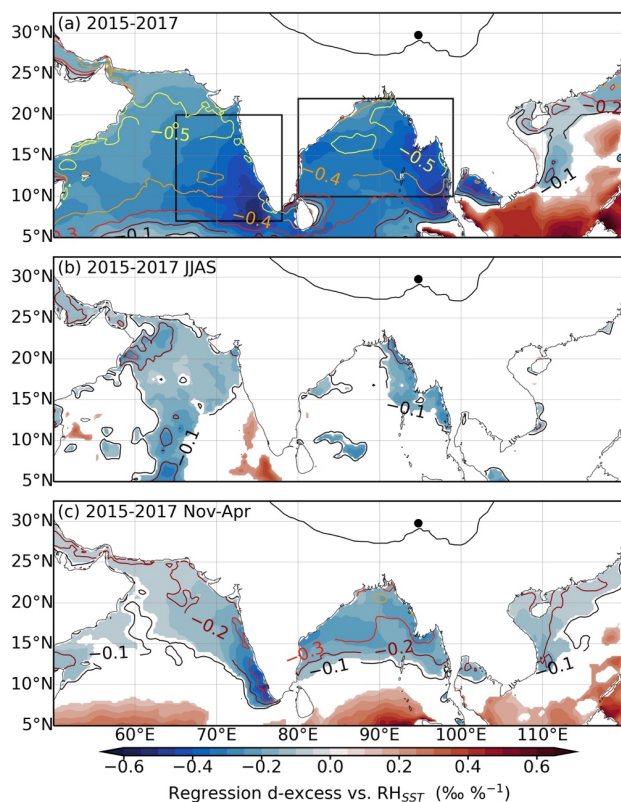 (a) 2015-2017
30°N
25°N
20°N
15°N
10°N
5°N
−0.5
−0.4
−0.4
−0.5
−0.2
−0.1
.3
−0.1
(b) 2015-2017 JJAS
30°N
25°N
20°N
15°N
10°N
5°N
−0.1
−0.1
−0.1
(c) 2015-2017 Nov-Apr
30°N
25°N
20°N
15°N
10°N
5°N
−0.2
−0.1
−0.3
−0.2
−0.1
−0.1
60°E 70°E 80°E 90°E 100°E 110°E
−0.6 −0.4 −0.2 0.0 0.2 0.4 0.6
Regression d-excess vs. RH_SST (‰ %⁻¹)